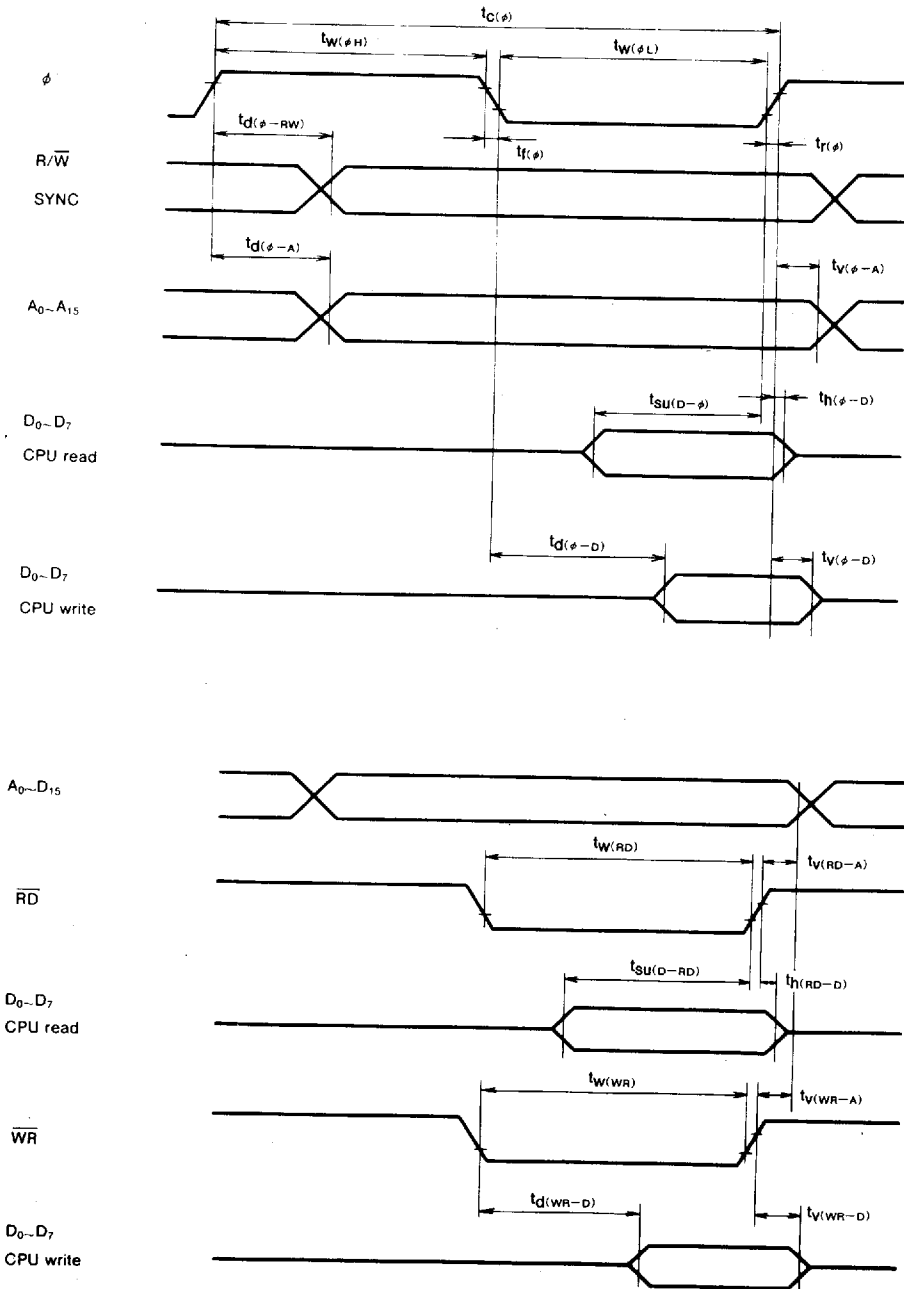 tC(φ)
tW(φH)
tW(φL)
φ
td(φ−RW)
tf(φ)
tr(φ)
R/W̅
SYNC
td(φ−A)
tv(φ−A)
A0~A15
tsu(D−φ)
th(φ−D)
D0~D7
CPU read
td(φ−D)
tv(φ−D)
D0~D7
CPU write
A0~D15
tW(RD)
tv(RD−A)
R̅D̅
tsu(D−RD)
th(RD−D)
D0~D7
CPU read
tW(WR)
tv(WR−A)
W̅R̅
td(WR−D)
tv(WR−D)
D0~D7
CPU write